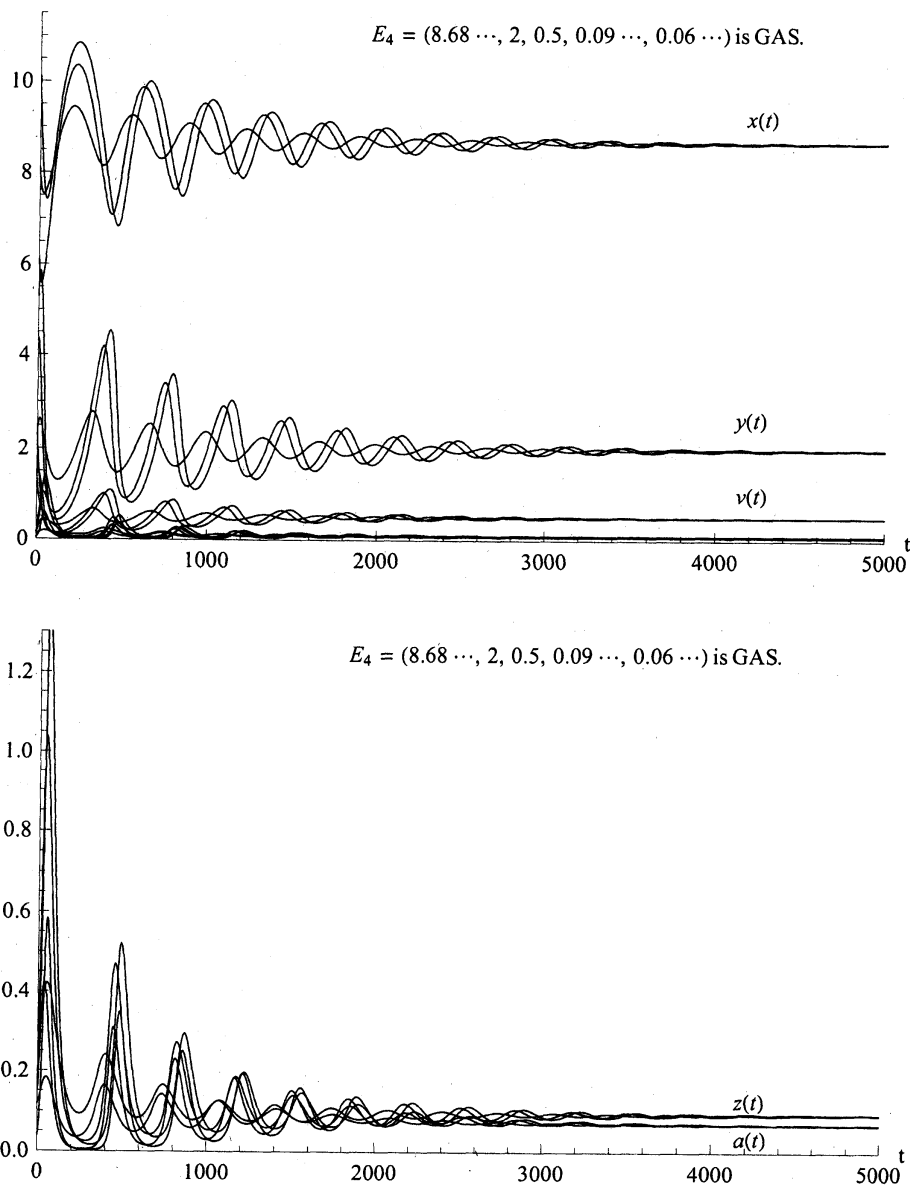 E₄ = (8.68 ⋯, 2, 0.5, 0.09 ⋯, 0.06 ⋯) is GAS.
10
x(t)
8
6
4
y(t)
2
v(t)
0
0 1000 2000 3000 4000 5000 t
E₄ = (8.68 ⋯, 2, 0.5, 0.09 ⋯, 0.06 ⋯) is GAS.
1.2
1.0
0.8
0.6
0.4
0.2
z(t)
a(t)
0.0
0 1000 2000 3000 4000 5000 t